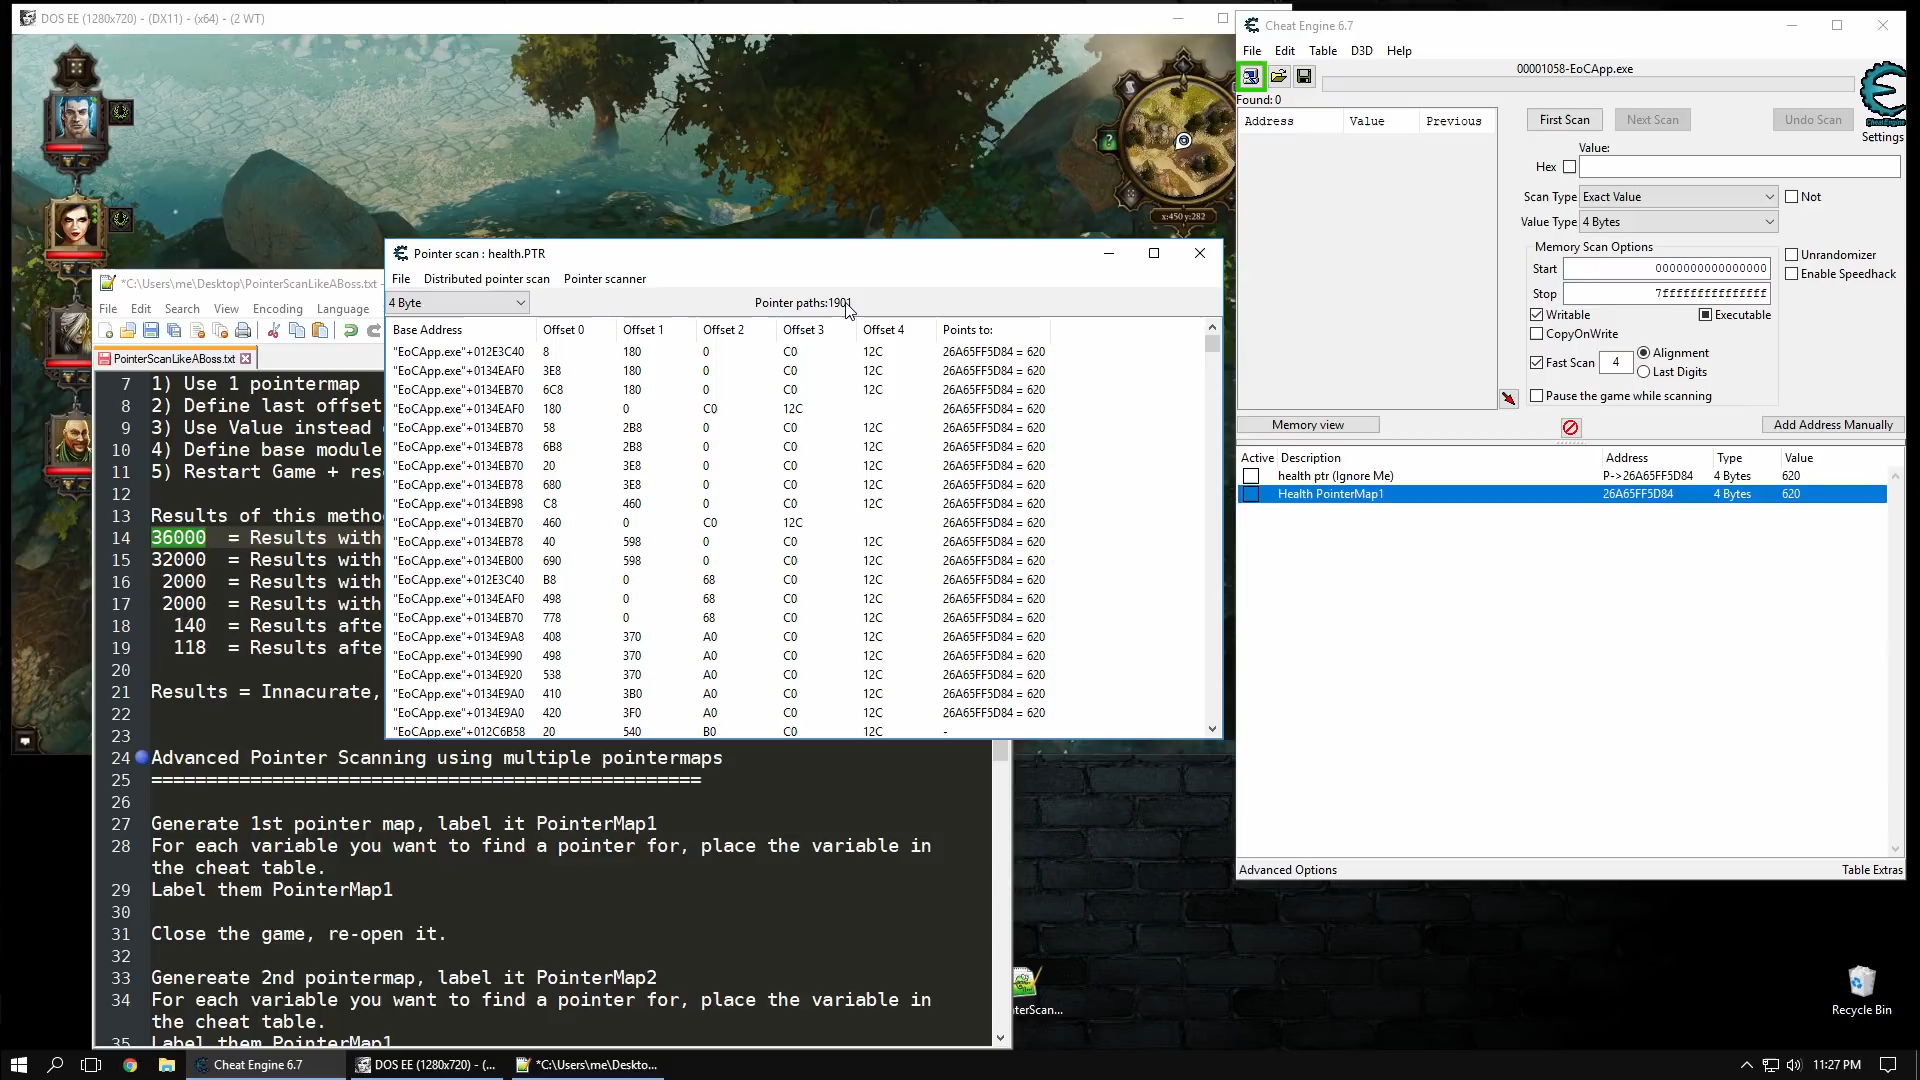 DOS EE (1280x720) - (DX11) - (x64) - (2 WT)
x:450 y:282
*C:\Users\me\Desktop\PointerScanLikeABoss.txt -
File Edit Search View Encoding Language
PointerScanLikeABoss.txt
7 1) Use 1 pointermap
8 2) Define last offset
9 3) Use Value instead
10 4) Define base module
11 5) Restart Game + res
12
13 Results of this metho
14 36000 = Results with
15 32000 = Results with
16 2000 = Results with
17 2000 = Results with
18 140 = Results afte
19 118 = Results afte
20
21 Results = Innacurate,
22
23
24 Advanced Pointer Scanning using multiple pointermaps
25 ==================================================
26
27 Generate 1st pointer map, label it PointerMap1
28 For each variable you want to find a pointer for, place the variable in
the cheat table.
29 Label them PointerMap1
30
31 Close the game, re-open it.
32
33 Genereate 2nd pointermap, label it PointerMap2
34 For each variable you want to find a pointer for, place the variable in
the cheat table.
35 Label them PointerMap1
Pointer scan : health.PTR
File Distributed pointer scan Pointer scanner
4 Byte Pointer paths:1901
Base Address Offset 0 Offset 1 Offset 2 Offset 3 Offset 4 Points to:
"EoCApp.exe"+012E3C40 8 180 0 C0 12C 26A65FF5D84 = 620
"EoCApp.exe"+0134EAF0 3E8 180 0 C0 12C 26A65FF5D84 = 620
"EoCApp.exe"+0134EB70 6C8 180 0 C0 12C 26A65FF5D84 = 620
"EoCApp.exe"+0134EAF0 180 0 C0 12C 26A65FF5D84 = 620
"EoCApp.exe"+0134EB70 58 2B8 0 C0 12C 26A65FF5D84 = 620
"EoCApp.exe"+0134EB78 6B8 2B8 0 C0 12C 26A65FF5D84 = 620
"EoCApp.exe"+0134EB70 20 3E8 0 C0 12C 26A65FF5D84 = 620
"EoCApp.exe"+0134EB78 680 3E8 0 C0 12C 26A65FF5D84 = 620
"EoCApp.exe"+0134EB98 C8 460 0 C0 12C 26A65FF5D84 = 620
"EoCApp.exe"+0134EB70 460 0 C0 12C 26A65FF5D84 = 620
"EoCApp.exe"+0134EB78 40 598 0 C0 12C 26A65FF5D84 = 620
"EoCApp.exe"+0134EB00 690 598 0 C0 12C 26A65FF5D84 = 620
"EoCApp.exe"+012E3C40 B8 0 68 C0 12C 26A65FF5D84 = 620
"EoCApp.exe"+0134EAF0 498 0 68 C0 12C 26A65FF5D84 = 620
"EoCApp.exe"+0134EB70 778 0 68 C0 12C 26A65FF5D84 = 620
"EoCApp.exe"+0134E9A8 408 370 A0 C0 12C 26A65FF5D84 = 620
"EoCApp.exe"+0134E990 498 370 A0 C0 12C 26A65FF5D84 = 620
"EoCApp.exe"+0134E920 538 370 A0 C0 12C 26A65FF5D84 = 620
"EoCApp.exe"+0134E9A0 410 3B0 A0 C0 12C 26A65FF5D84 = 620
"EoCApp.exe"+0134E9A0 420 3F0 A0 C0 12C 26A65FF5D84 = 620
"EoCApp.exe"+012C6B58 20 540 B0 C0 12C -
Cheat Engine 6.7
File Edit Table D3D Help
00001058-EoCApp.exe
Found: 0
Address Value Previous
First Scan Next Scan Undo Scan
Cheat Engine
Settings
Value:
Hex
Scan Type Exact Value Not
Value Type 4 Bytes
Memory Scan Options
Start 0000000000000000
Stop 7fffffffffffffff
Unrandomizer
Enable Speedhack
Writable Executable
CopyOnWrite
Fast Scan 4 Alignment
Last Digits
Pause the game while scanning
Memory view Add Address Manually
Active Description Address Type Value
health ptr (Ignore Me) P->26A65FF5D84 4 Bytes 620
Health PointerMap1 26A65FF5D84 4 Bytes 620
Advanced Options Table Extras
nterScan...
Recycle Bin
Cheat Engine 6.7 DOS EE (1280x720) - (... *C:\Users\me\Deskto... 11:27 PM